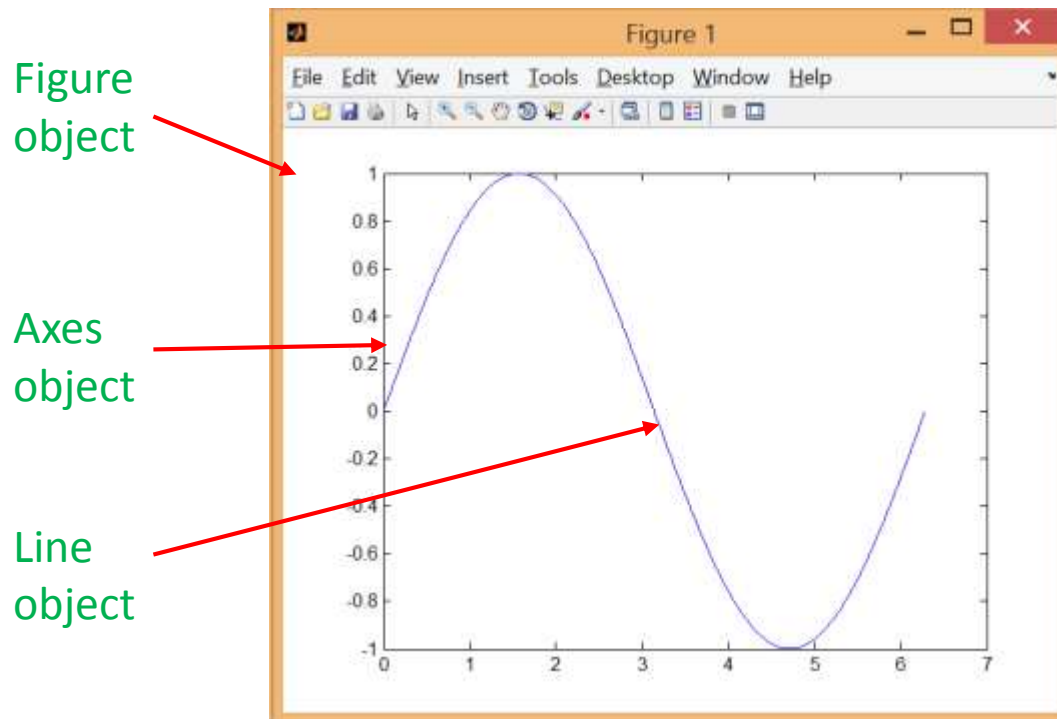 Figure 1
File Edit View Insert Tools Desktop Window Help
Figure
object
Axes
object
Line
object
1
0.8
0.6
0.4
0.2
0
-0.2
-0.4
-0.6
-0.8
-1
0 1 2 3 4 5 6 7